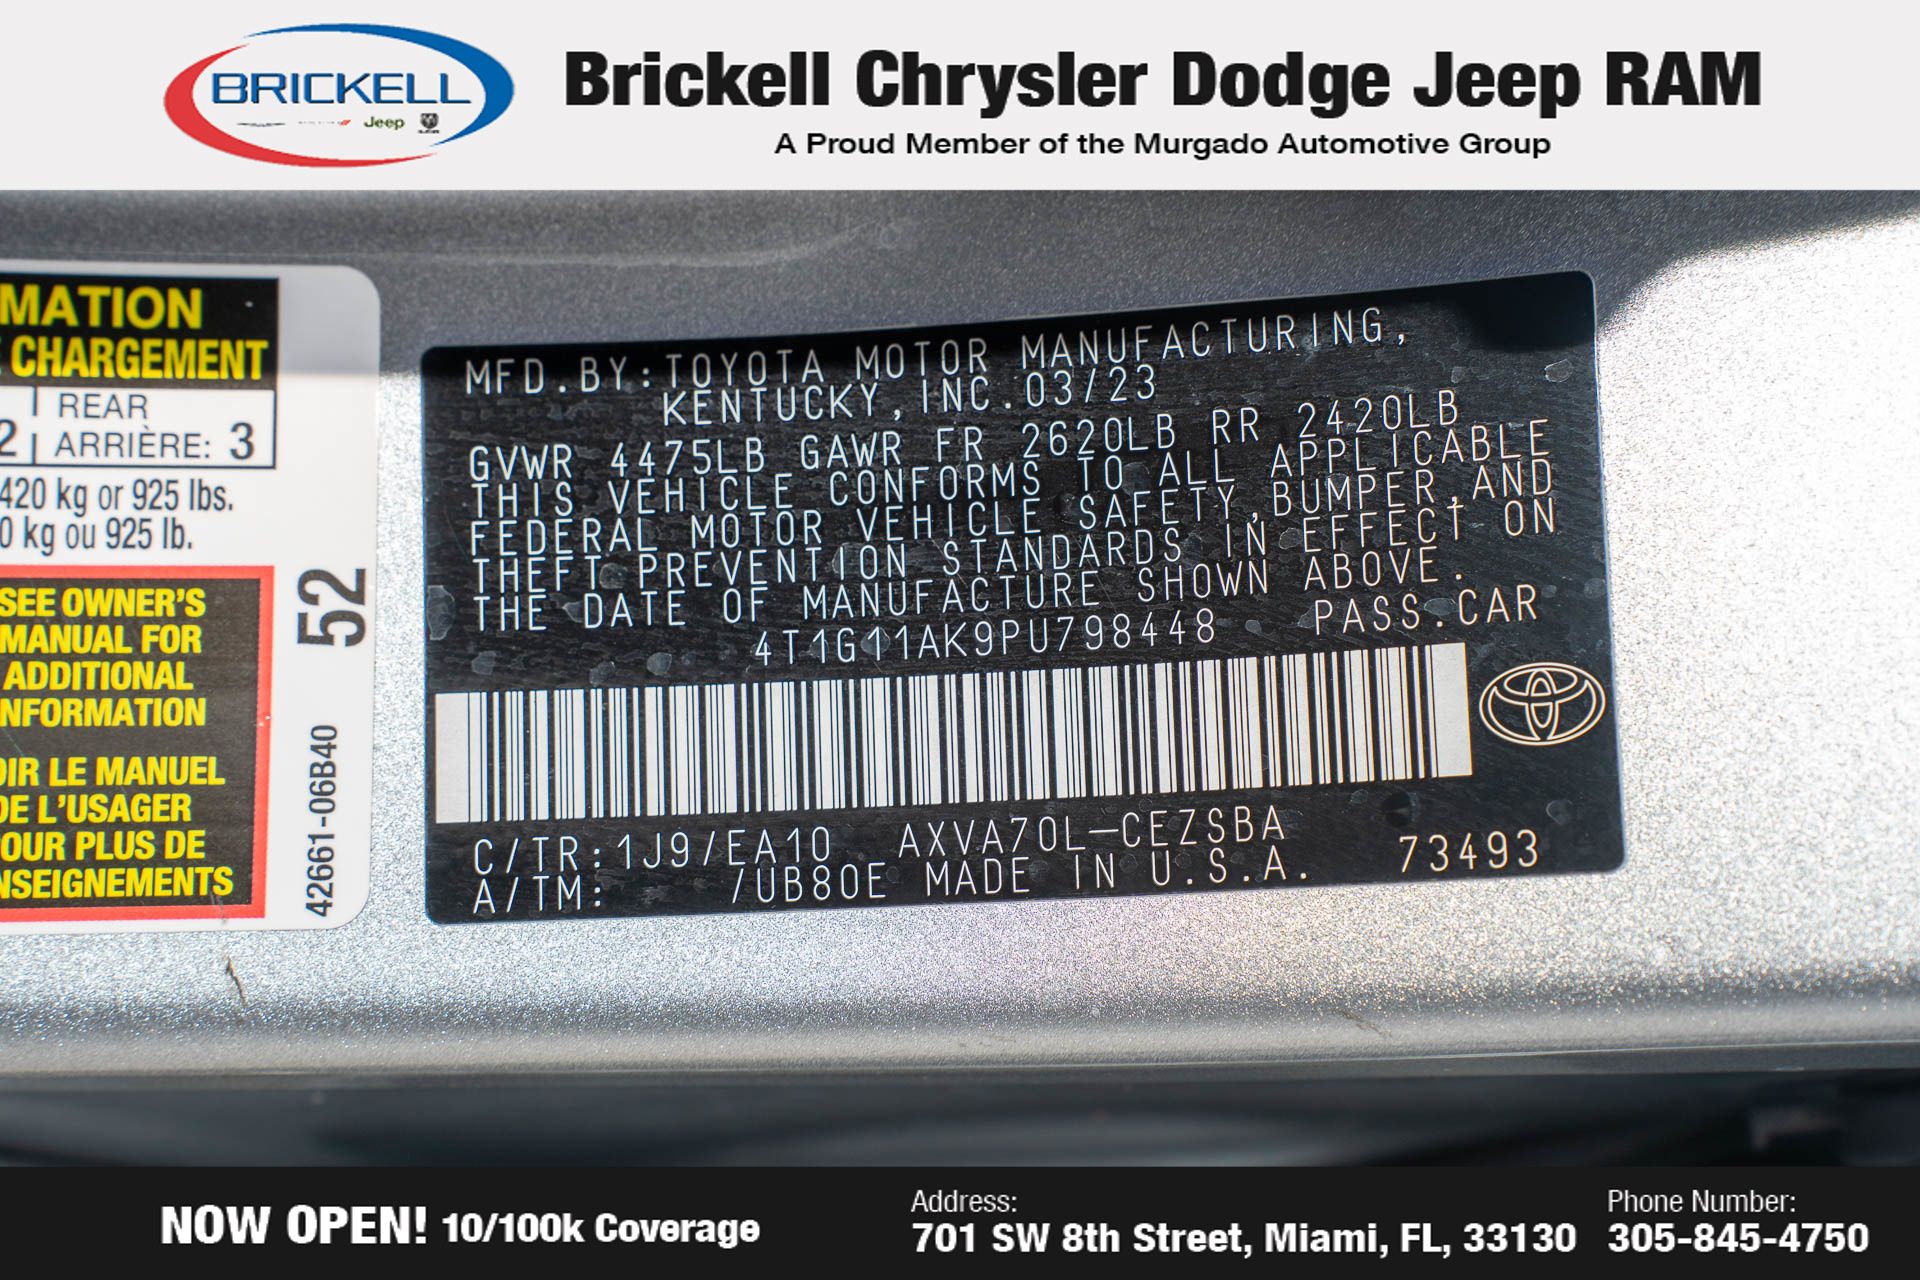 BRICKELL
Jeep
Brickell Chrysler Dodge Jeep RAM
A Proud Member of the Murgado Automotive Group
MATION
CHARGEMENT
2 REAR
ARRIÈRE: 3
420 kg or 925 lbs.
0 kg ou 925 lb.
SEE OWNER'S
MANUAL FOR
ADDITIONAL
NFORMATION
OIR LE MANUEL
DE L'USAGER
OUR PLUS DE
NSEIGNEMENTS
52
42661-06B40
MFD.BY:TOYOTA MOTOR MANUFACTURING,
KENTUCKY,INC.03/23
GVWR 4475LB GAWR FR 2620LB RR 2420LB
THIS VEHICLE CONFORMS TO ALL APPLICABLE
FEDERAL MOTOR VEHICLE SAFETY,BUMPER,AND
THEFT PREVENTION STANDARDS IN EFFECT ON
THE DATE OF MANUFACTURE SHOWN ABOVE.
4T1G11AK9PU798448 PASS.CAR
C/TR:1J9/EA10 AXVA70L-CEZSBA
A/TM: /UB80E MADE IN U.S.A. 73493
NOW OPEN! 10/100k Coverage
Address:
701 SW 8th Street, Miami, FL, 33130
Phone Number:
305-845-4750